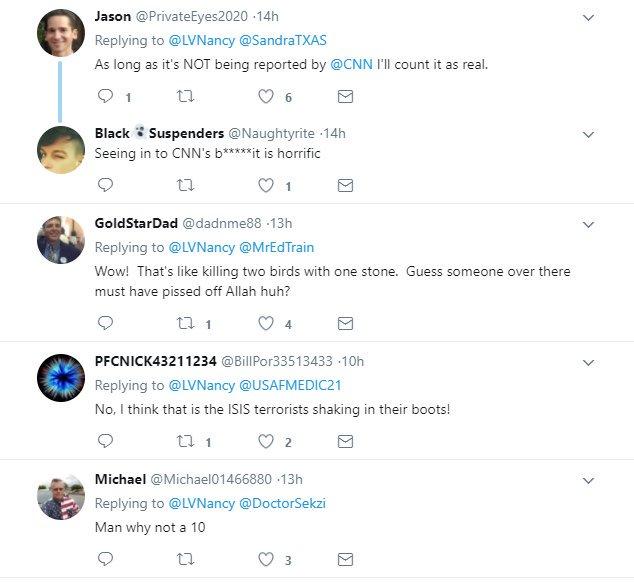 Jason @PrivateEyes2020 · 14h
Replying to @LVNancy @SandraTXAS
As long as it's NOT being reported by @CNN I'll count it as real.
1 6
Black Suspenders @Naughtyrite · 14h
Seeing in to CNN's b*****it is horrific
1
GoldStarDad @dadnme88 · 13h
Replying to @LVNancy @MrEdTrain
Wow! That's like killing two birds with one stone. Guess someone over there
must have pissed off Allah huh?
1 4
PFCNICK43211234 @BillPor33513433 · 10h
Replying to @LVNancy @USAFMEDIC21
No, I think that is the ISIS terrorists shaking in their boots!
1 2
Michael @Michael01466880 · 13h
Replying to @LVNancy @DoctorSekzi
Man why not a 10
3